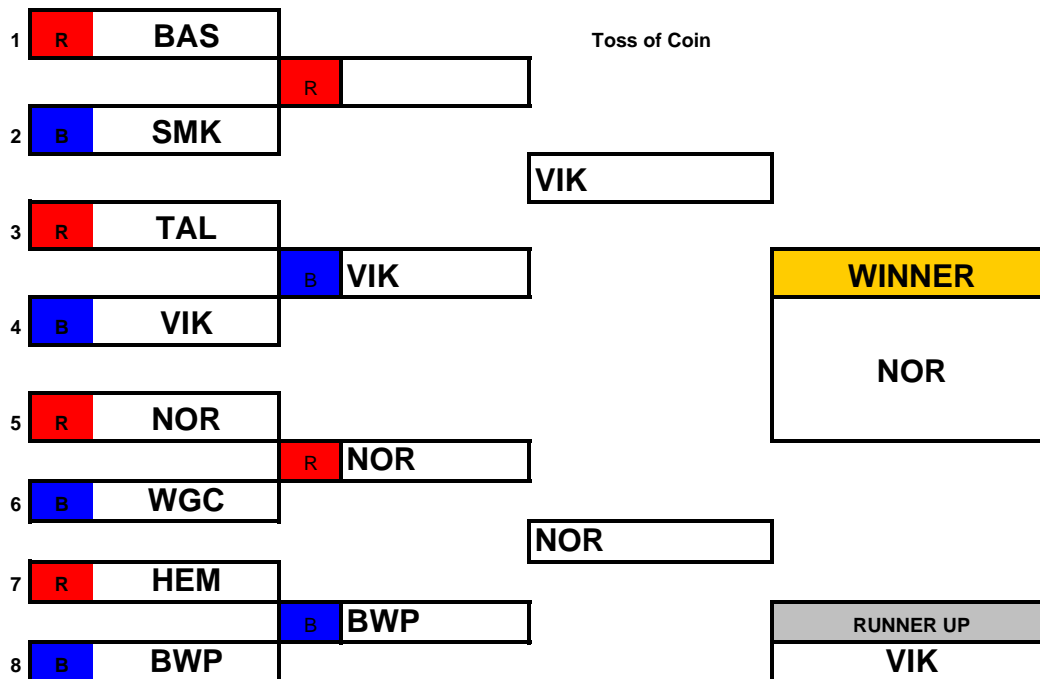 1 R BAS Toss of Coin
R
2 B SMK
VIK
3 R TAL
B VIK WINNER
4 B VIK
NOR
5 R NOR
R NOR
6 B WGC
NOR
7 R HEM
B BWP RUNNER UP
8 B BWP VIK